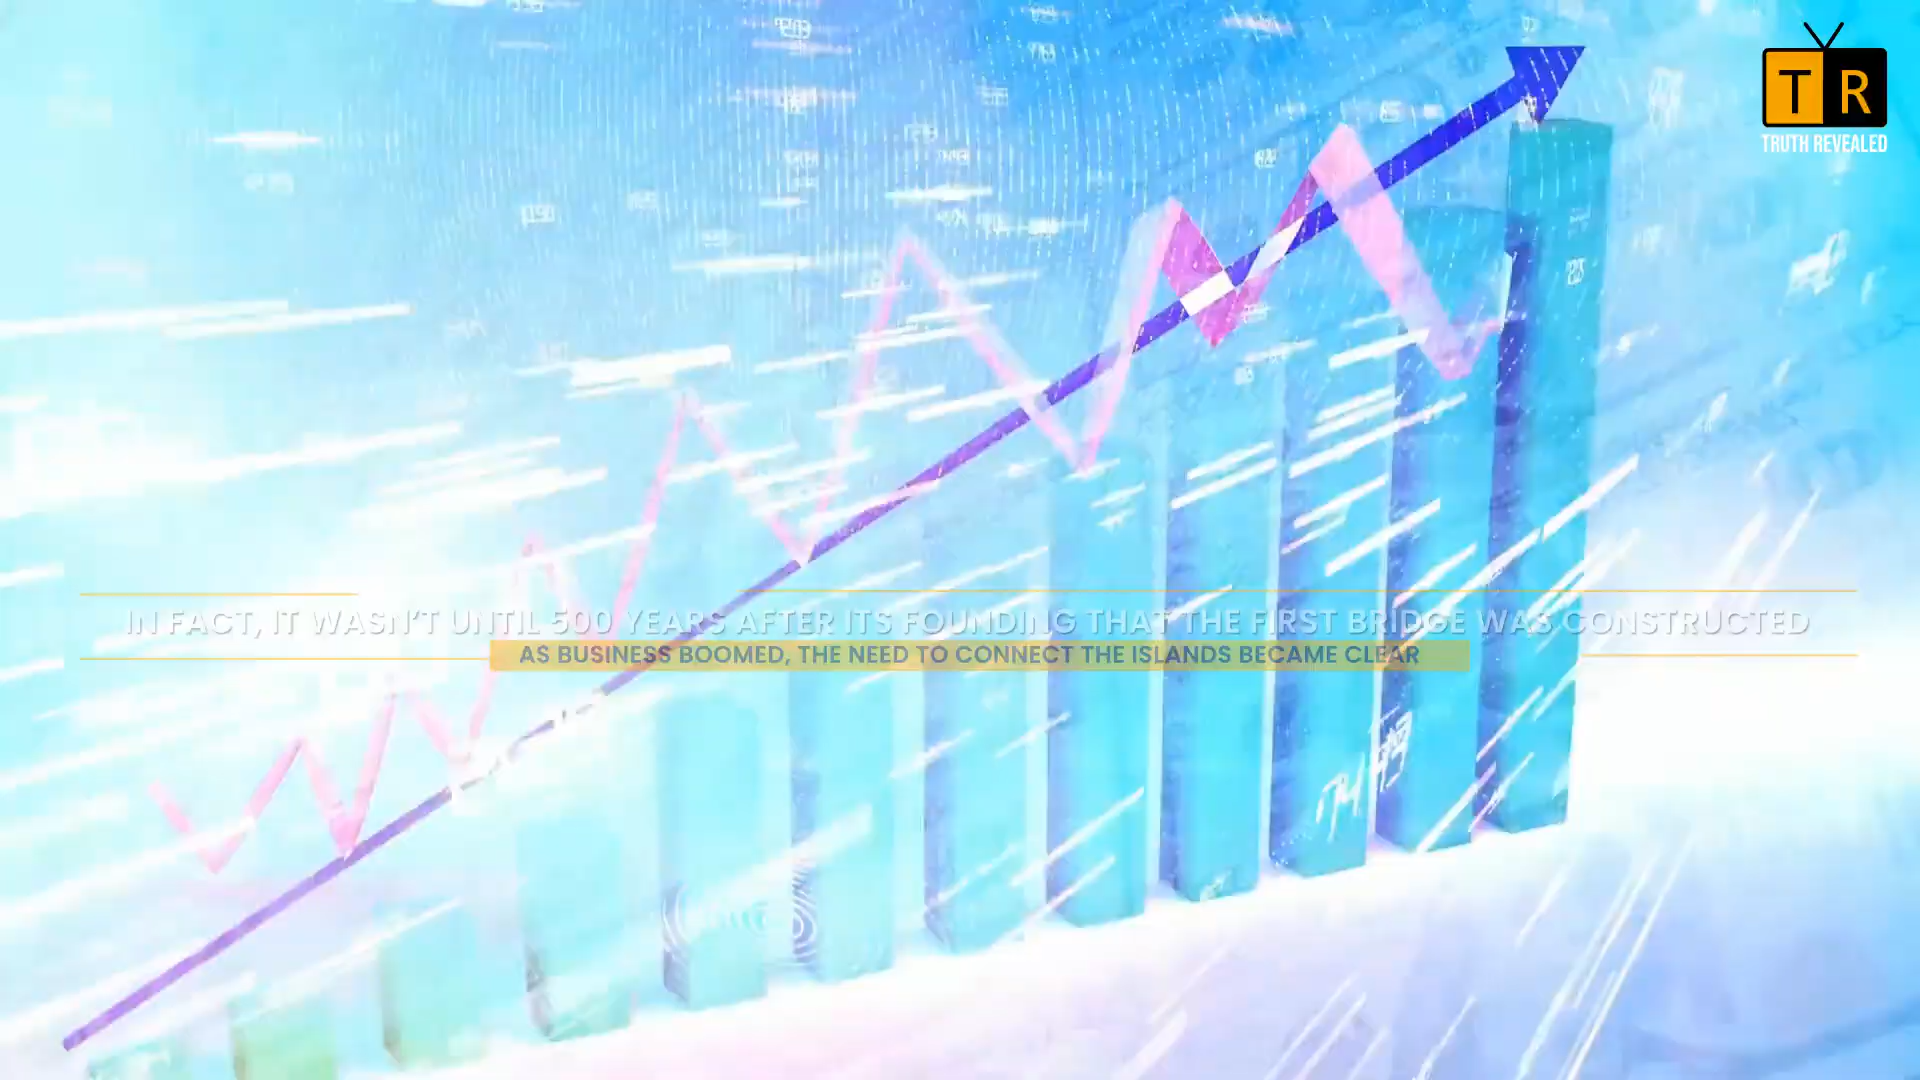 T R
TRUTH REVEALED
IN FACT, IT WASN'T UNTIL 500 YEARS AFTER ITS FOUNDING THAT THE FIRST BRIDGE WAS CONSTRUCTED
AS BUSINESS BOOMED, THE NEED TO CONNECT THE ISLANDS BECAME CLEAR